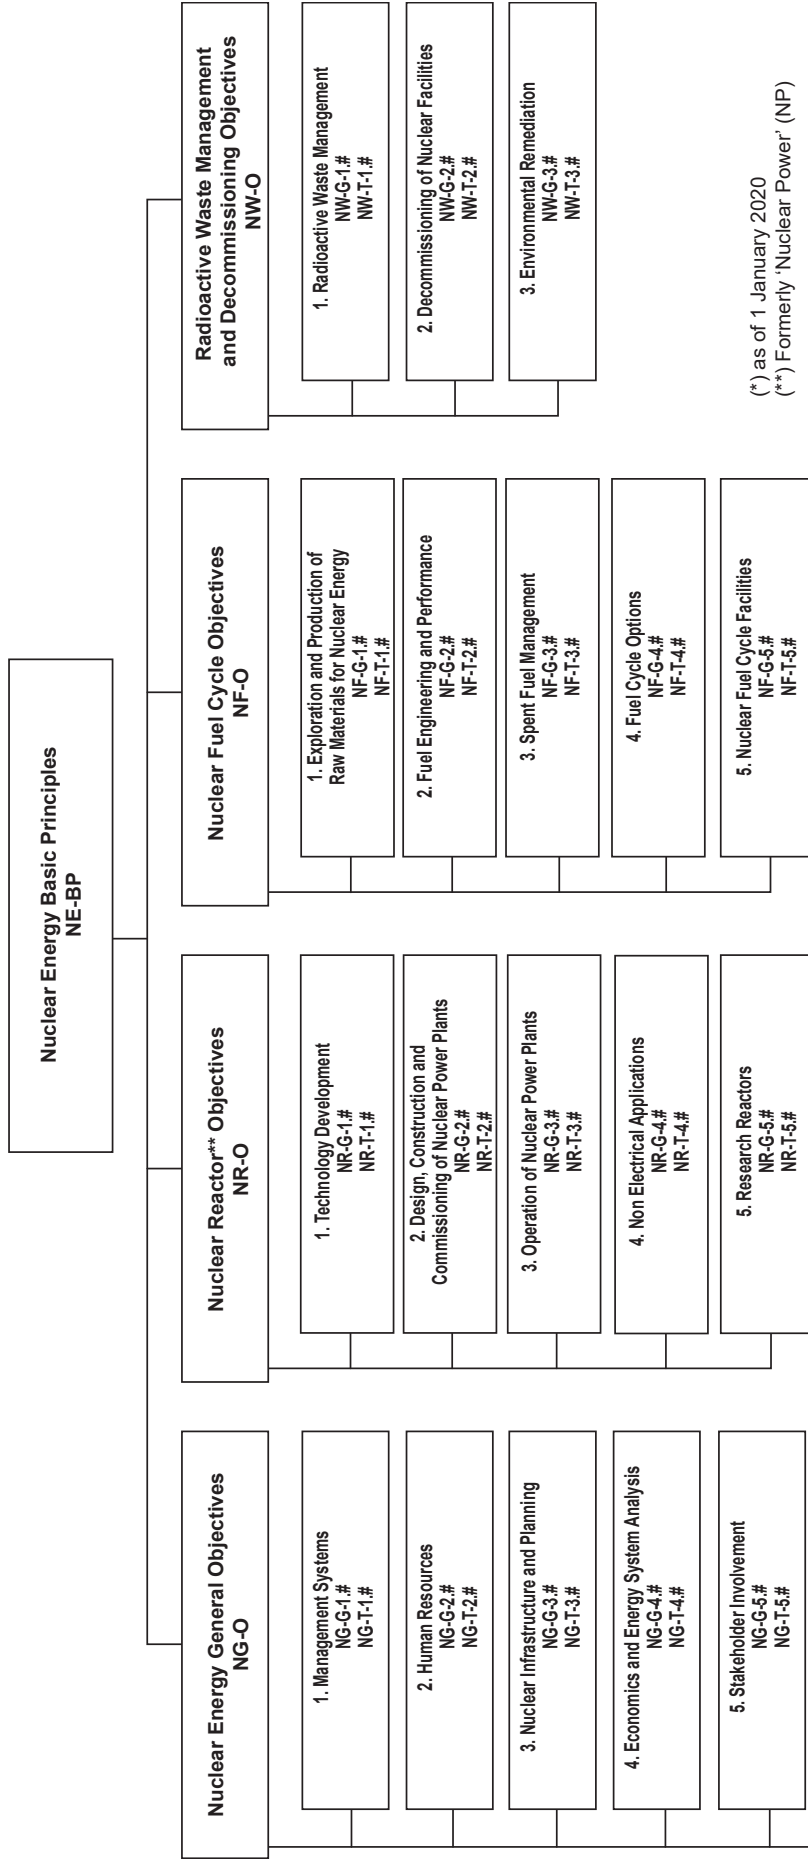 Nuclear Energy Basic Principles
NE-BP
Nuclear Energy General Objectives
NG-O
1. Management Systems
NG-G-1.#
NG-T-1.#
2. Human Resources
NG-G-2.#
NG-T-2.#
3. Nuclear Infrastructure and Planning
NG-G-3.#
NG-T-3.#
4. Economics and Energy System Analysis
NG-G-4.#
NG-T-4.#
5. Stakeholder Involvement
NG-G-5.#
NG-T-5.#
Nuclear Reactor** Objectives
NR-O
1. Technology Development
NR-G-1.#
NR-T-1.#
2. Design, Construction and
Commissioning of Nuclear Power Plants
NR-G-2.#
NR-T-2.#
3. Operation of Nuclear Power Plants
NR-G-3.#
NR-T-3.#
4. Non Electrical Applications
NR-G-4.#
NR-T-4.#
5. Research Reactors
NR-G-5.#
NR-T-5.#
Nuclear Fuel Cycle Objectives
NF-O
1. Exploration and Production of
Raw Materials for Nuclear Energy
NF-G-1.#
NF-T-1.#
2. Fuel Engineering and Performance
NF-G-2.#
NF-T-2.#
3. Spent Fuel Management
NF-G-3.#
NF-T-3.#
4. Fuel Cycle Options
NF-G-4.#
NF-T-4.#
5. Nuclear Fuel Cycle Facilities
NF-G-5.#
NF-T-5.#
Radioactive Waste Management
and Decommissioning Objectives
NW-O
1. Radioactive Waste Management
NW-G-1.#
NW-T-1.#
2. Decommissioning of Nuclear Facilities
NW-G-2.#
NW-T-2.#
3. Environmental Remediation
NW-G-3.#
NW-T-3.#
(*) as of 1 January 2020
(**) Formerly ‘Nuclear Power’ (NP)